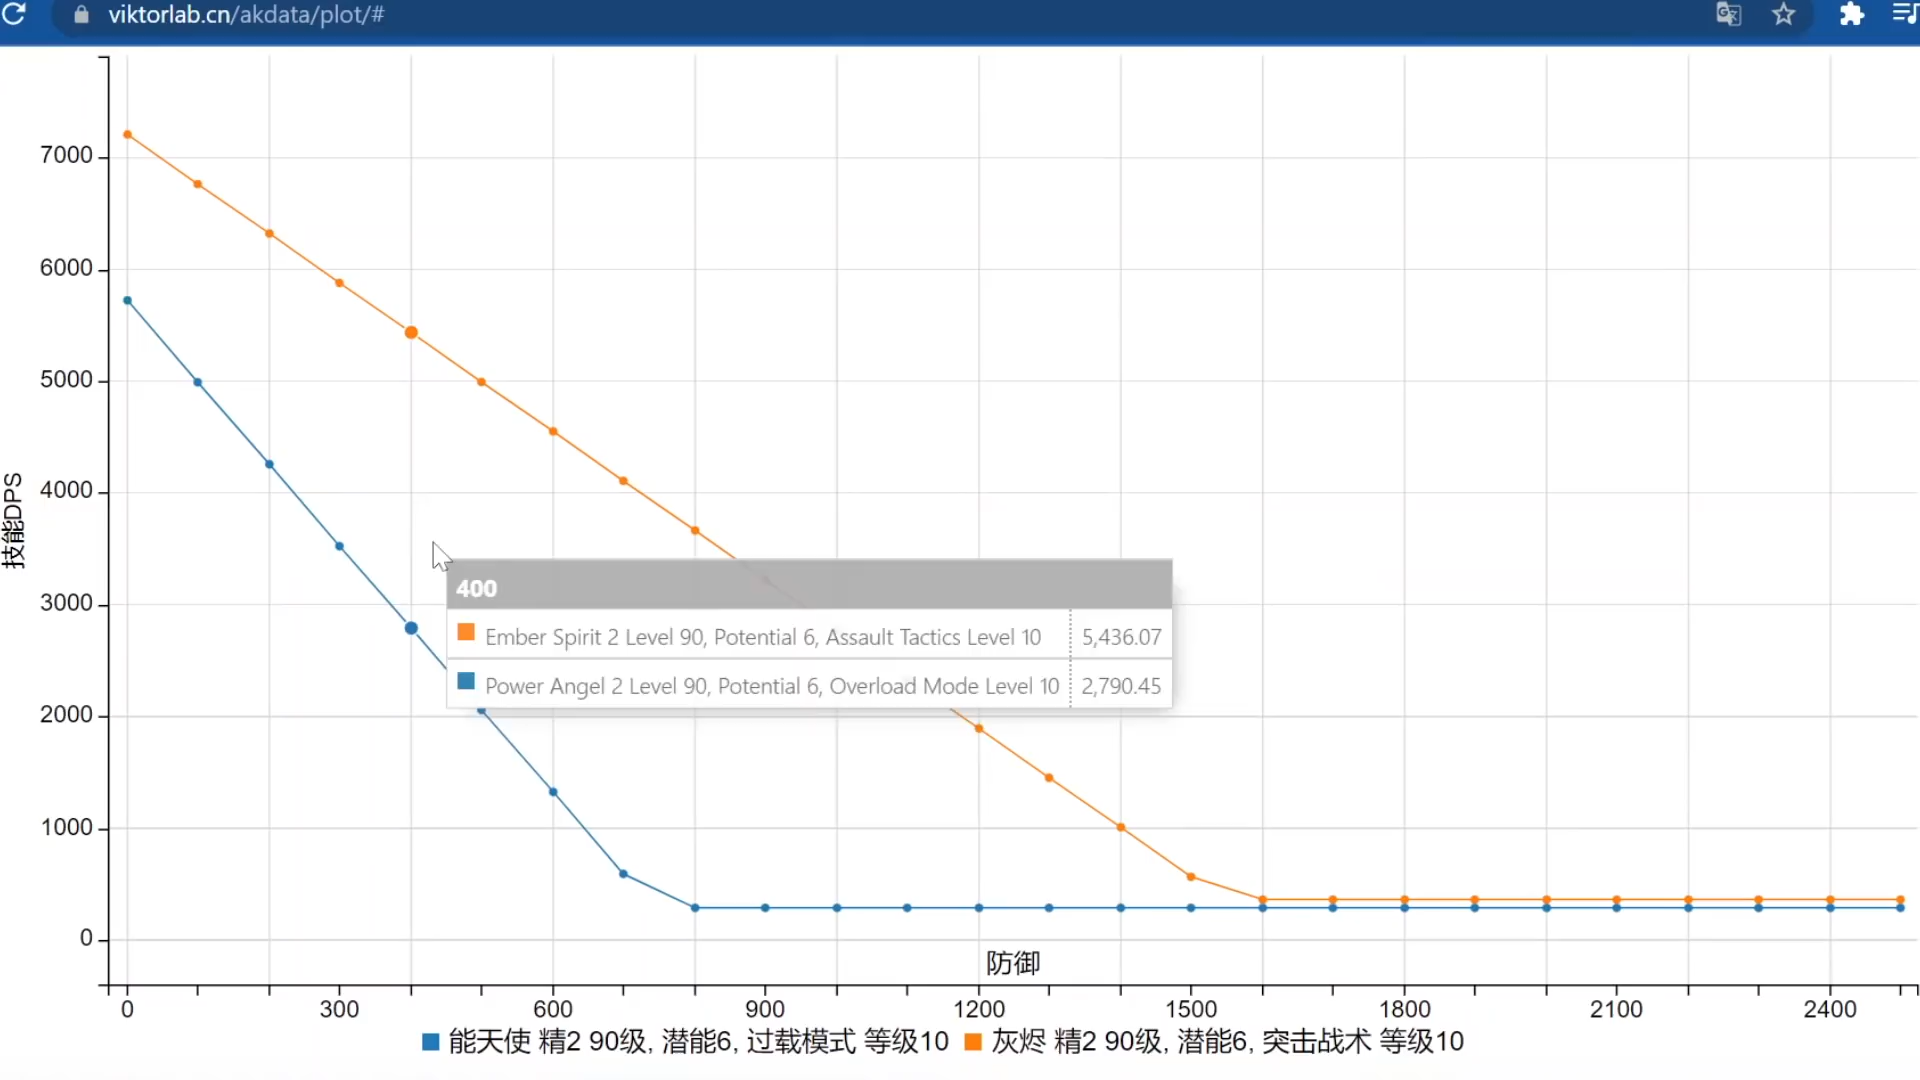 viktorlab.cn/akdata/plot/#
7000
6000
5000
4000
3000
2000
1000
0
技能DPS
400
Ember Spirit 2 Level 90, Potential 6, Assault Tactics Level 10 5,436.07
Power Angel 2 Level 90, Potential 6, Overload Mode Level 10 2,790.45
防御
0 300 600 900 1200 1500 1800 2100 2400
能天使 精2 90级, 潜能6, 过载模式 等级10 灰烬 精2 90级, 潜能6, 突击战术 等级10